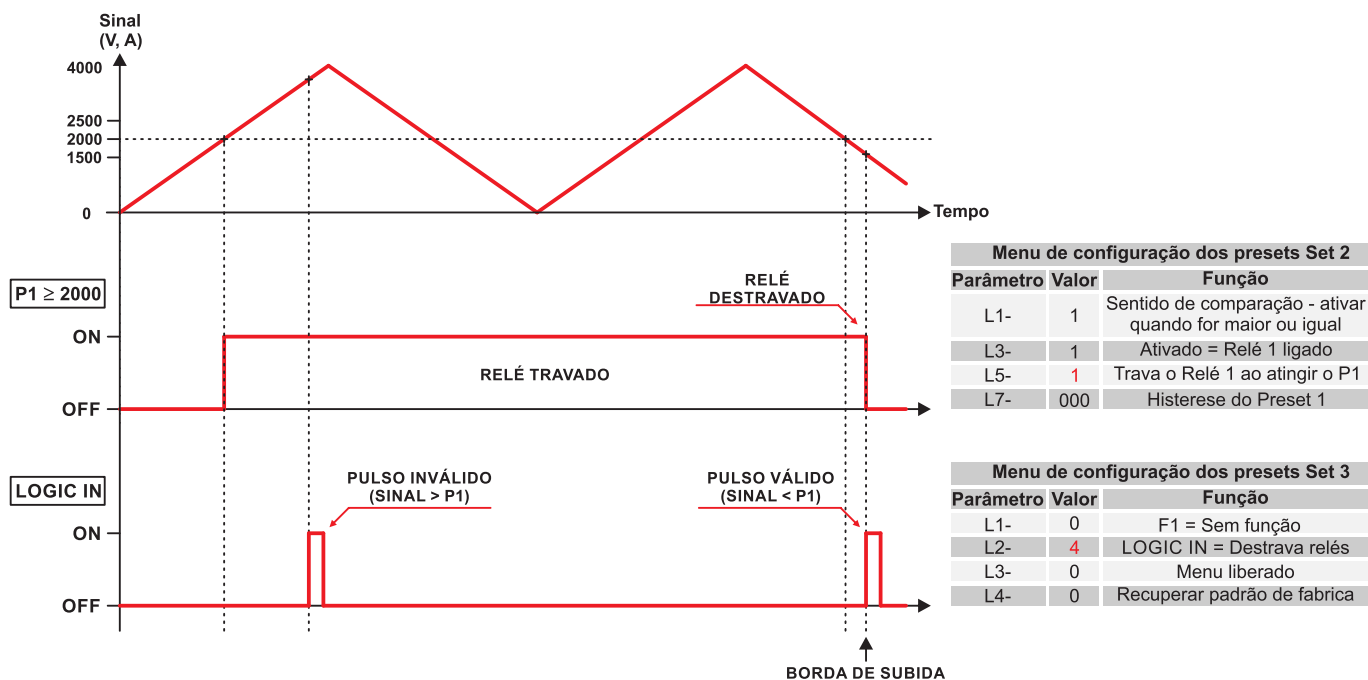 Sinal
(V, A)
4000
2500
2000
1500
0
Tempo
P1 ≥ 2000
ON
OFF
RELÉ
DESTRAVADO
RELÉ TRAVADO
LOGIC IN
ON
OFF
PULSO INVÁLIDO
(SINAL > P1)
PULSO VÁLIDO
(SINAL < P1)
BORDA DE SUBIDA
Menu de configuração dos presets Set 2
Parâmetro Valor Função
L1- 1 Sentido de comparação - ativar
quando for maior ou igual
L3- 1 Ativado = Relé 1 ligado
L5- 1 Trava o Relé 1 ao atingir o P1
L7- 000 Histerese do Preset 1
Menu de configuração dos presets Set 3
Parâmetro Valor Função
L1- 0 F1 = Sem função
L2- 4 LOGIC IN = Destrava relés
L3- 0 Menu liberado
L4- 0 Recuperar padrão de fabrica